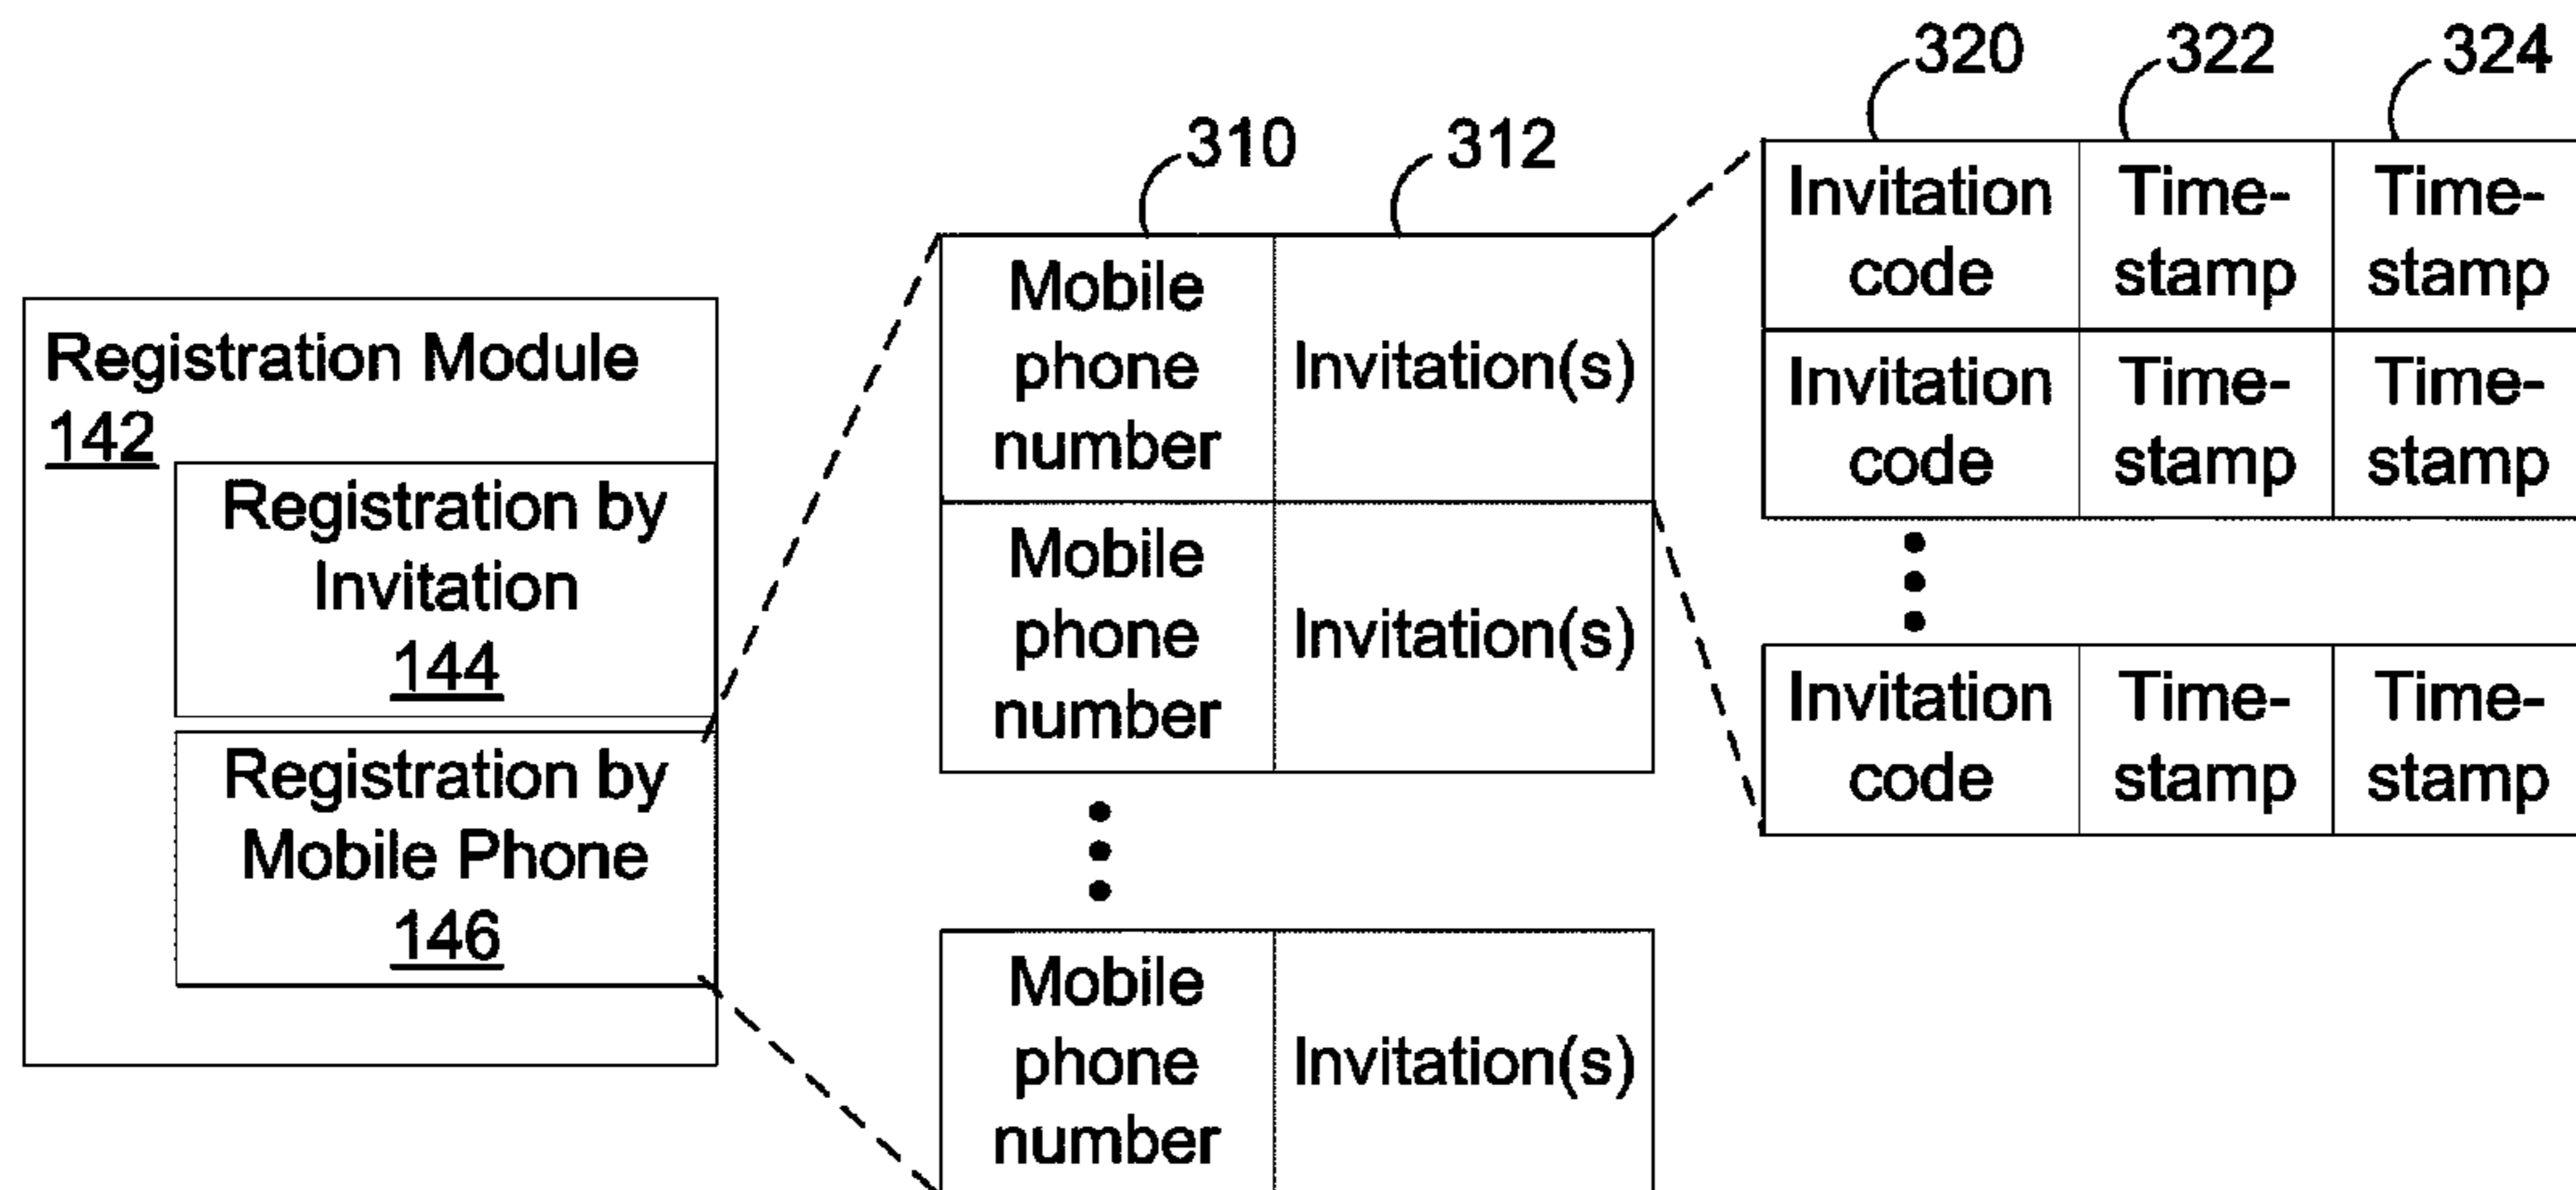 Registration Module
142
Registration by
Invitation
144
Registration by
Mobile Phone
146
310
312
Mobile
phone
number
Invitation(s)
Mobile
phone
number
Invitation(s)
Mobile
phone
number
Invitation(s)
320
322
324
Invitation
code
Time-
stamp
Time-
stamp
Invitation
code
Time-
stamp
Time-
stamp
Invitation
code
Time-
stamp
Time-
stamp